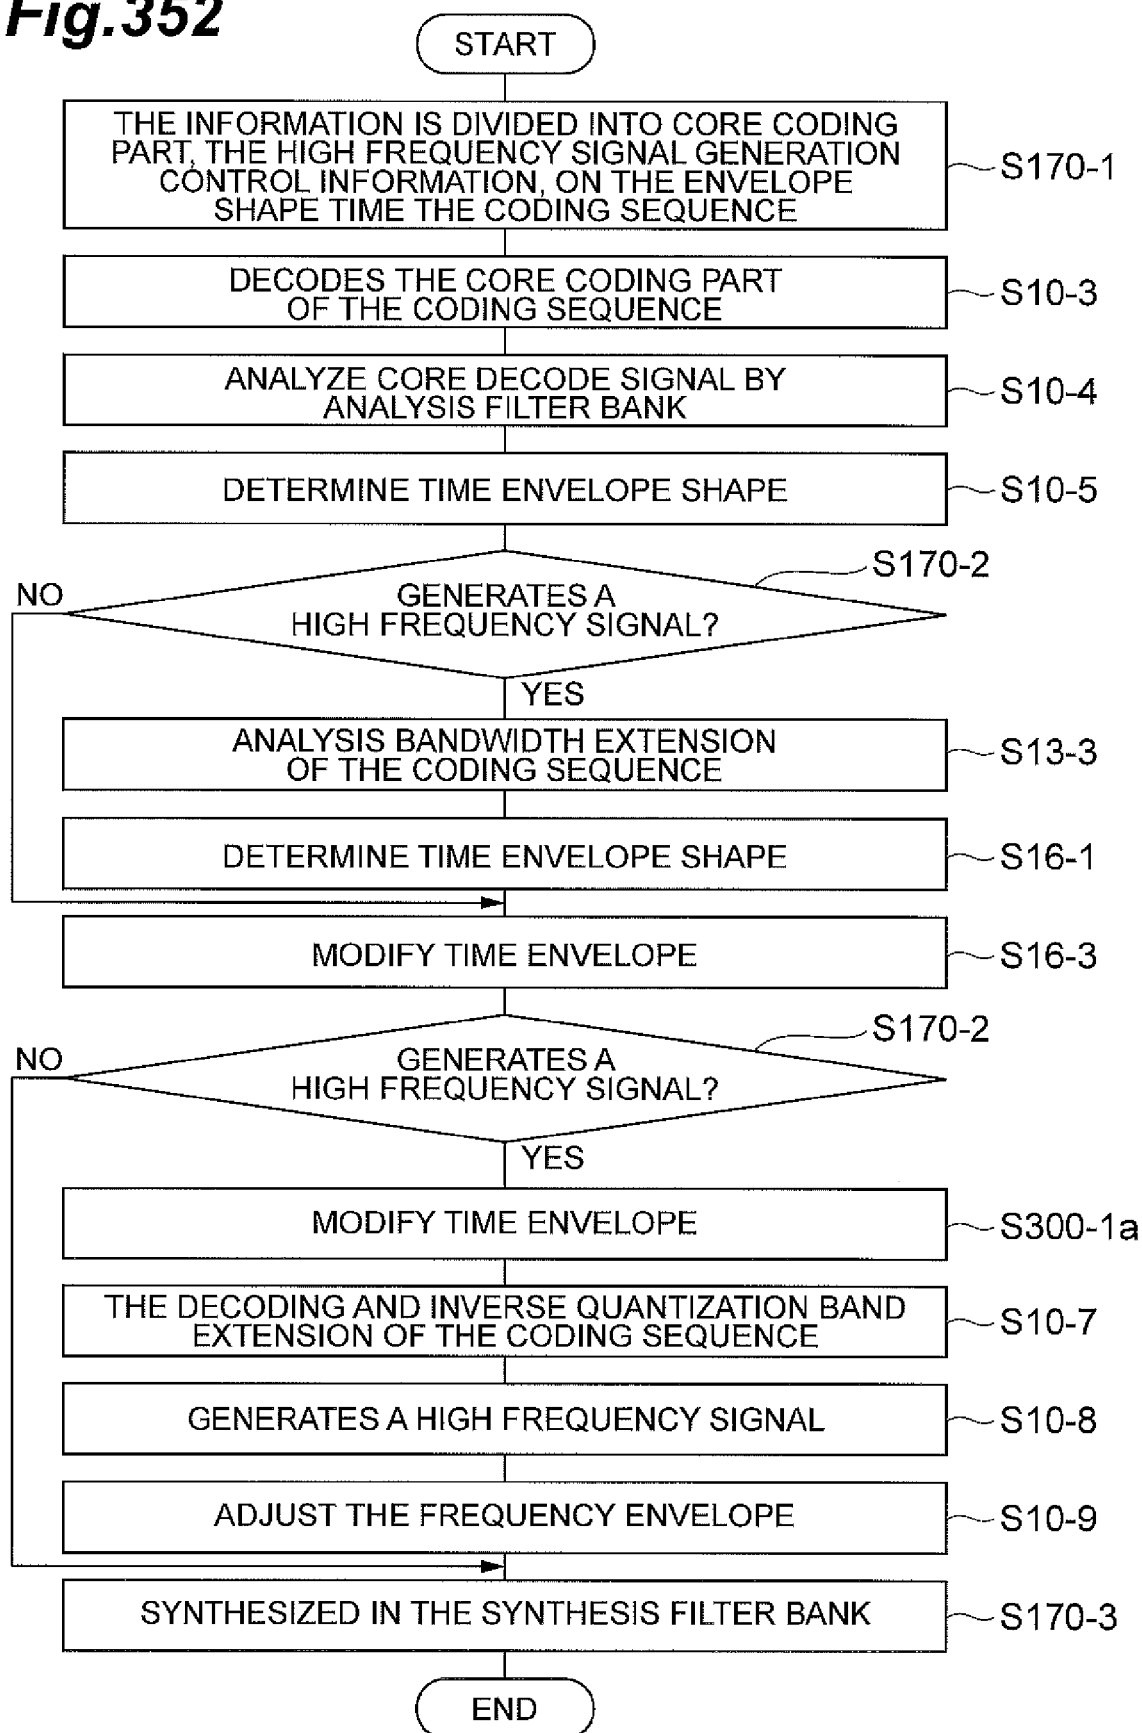 Fig.352
START
THE INFORMATION IS DIVIDED INTO CORE CODING
PART, THE HIGH FREQUENCY SIGNAL GENERATION
CONTROL INFORMATION, ON THE ENVELOPE
SHAPE TIME THE CODING SEQUENCE
S170-1
DECODES THE CORE CODING PART
OF THE CODING SEQUENCE
S10-3
ANALYZE CORE DECODE SIGNAL BY
ANALYSIS FILTER BANK
S10-4
DETERMINE TIME ENVELOPE SHAPE
S10-5
S170-2
NO
GENERATES A
HIGH FREQUENCY SIGNAL?
YES
ANALYSIS BANDWIDTH EXTENSION
OF THE CODING SEQUENCE
S13-3
DETERMINE TIME ENVELOPE SHAPE
S16-1
MODIFY TIME ENVELOPE
S16-3
S170-2
NO
GENERATES A
HIGH FREQUENCY SIGNAL?
YES
MODIFY TIME ENVELOPE
S300-1a
THE DECODING AND INVERSE QUANTIZATION BAND
EXTENSION OF THE CODING SEQUENCE
S10-7
GENERATES A HIGH FREQUENCY SIGNAL
S10-8
ADJUST THE FREQUENCY ENVELOPE
S10-9
SYNTHESIZED IN THE SYNTHESIS FILTER BANK
S170-3
END